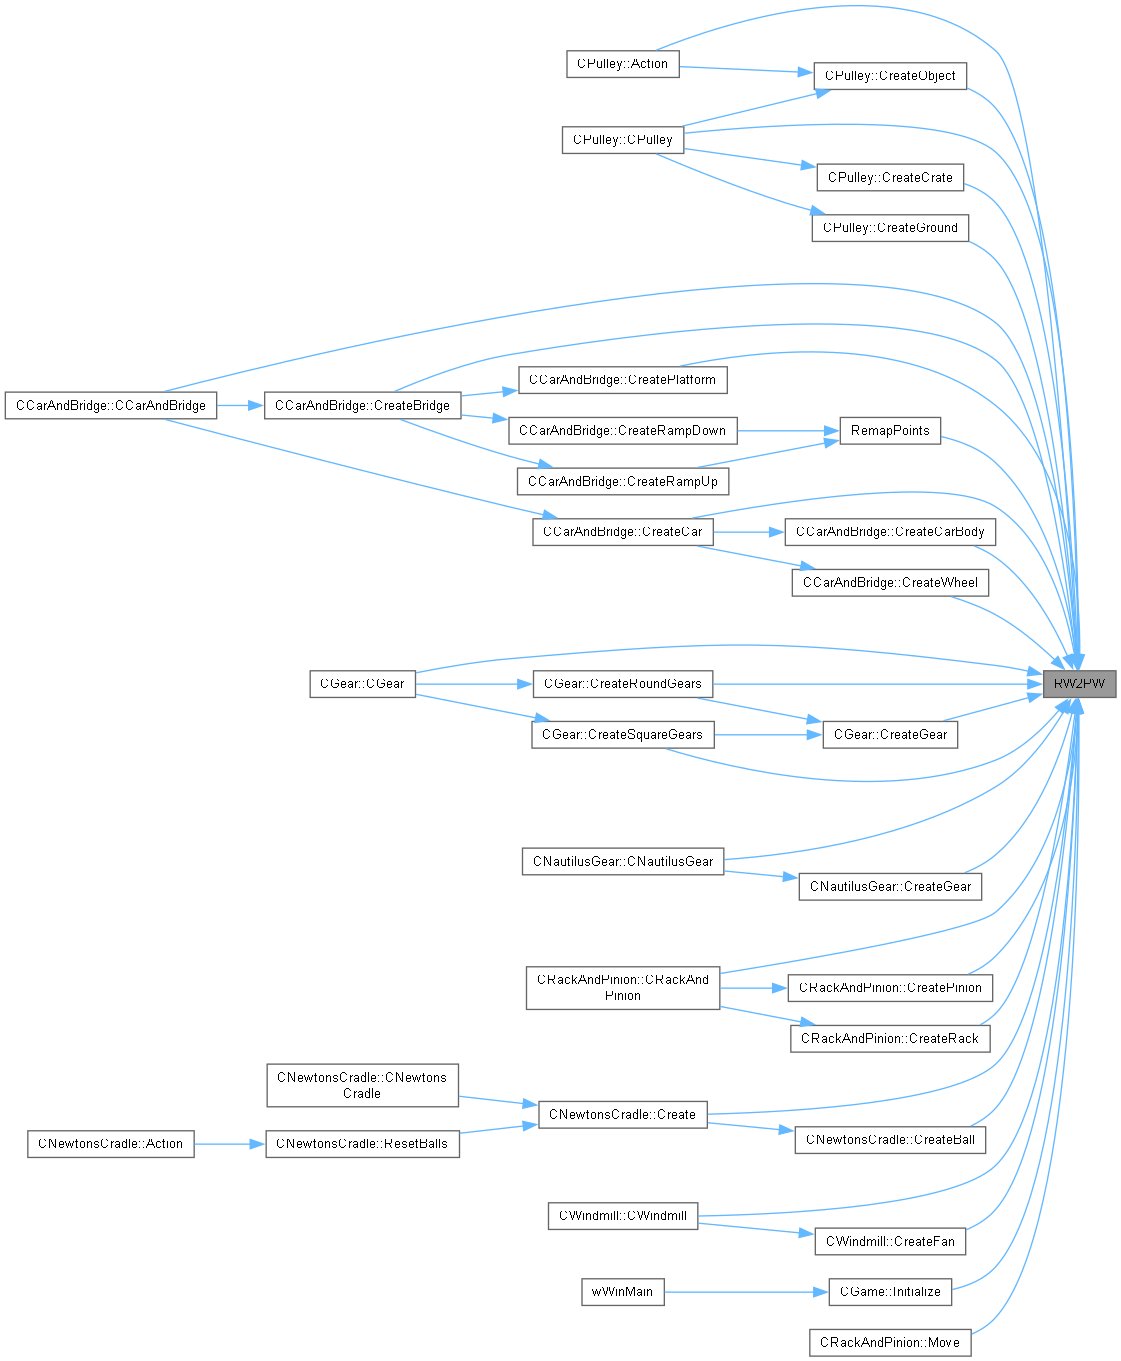 CPulley::Action
CPulley::CreateObject
CPulley::CPulley
CPulley::CreateCrate
CPulley::CreateGround
CCarAndBridge::CreatePlatform
CCarAndBridge::CCarAndBridge
CCarAndBridge::CreateBridge
CCarAndBridge::CreateRampDown
RemapPoints
CCarAndBridge::CreateRampUp
CCarAndBridge::CreateCar
CCarAndBridge::CreateCarBody
CCarAndBridge::CreateWheel
CGear::CGear
CGear::CreateRoundGears
RW2PW
CGear::CreateSquareGears
CGear::CreateGear
CNautilusGear::CNautilusGear
CNautilusGear::CreateGear
CRackAndPinion::CRackAnd
Pinion
CRackAndPinion::CreatePinion
CRackAndPinion::CreateRack
CNewtonsCradle::CNewtons
Cradle
CNewtonsCradle::Create
CNewtonsCradle::Action
CNewtonsCradle::ResetBalls
CNewtonsCradle::CreateBall
CWindmill::CWindmill
CWindmill::CreateFan
wWinMain
CGame::Initialize
CRackAndPinion::Move